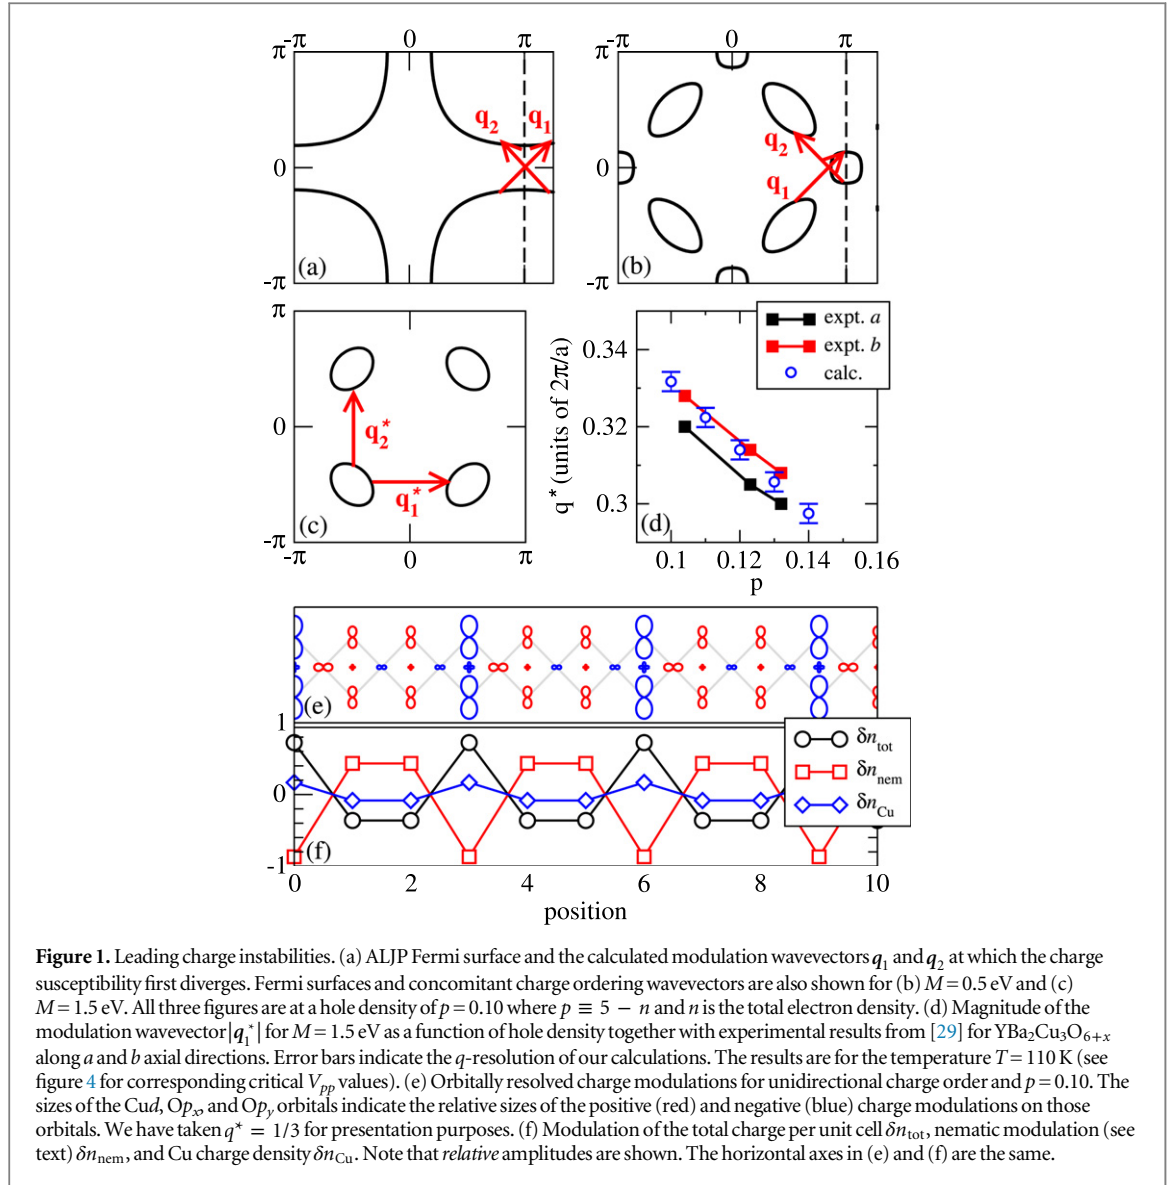 π-π 0 π
π-π 0 π
q2 q1
q2
0
0
q1
(a)
(b)
-π
-π
π
0
q2*
q1*
(c)
-π
-π 0 π
expt. a
expt. b
calc.
q* (units of 2π/a)
0.34
0.32
0.3
(d)
0.1 0.12 0.14 0.16
p
(e)
1
0
-1
(f)
δntot
δnnem
δnCu
0 2 4 6 8 10
position
Figure 1. Leading charge instabilities. (a) ALJP Fermi surface and the calculated modulation wavevectors q1 and q2 at which the charge
susceptibility first diverges. Fermi surfaces and concomitant charge ordering wavevectors are also shown for (b) M = 0.5 eV and (c)
M = 1.5 eV. All three figures are at a hole density of p = 0.10 where p ≡ 5 − n and n is the total electron density. (d) Magnitude of the
modulation wavevector |q1*| for M = 1.5 eV as a function of hole density together with experimental results from [29] for YBa2Cu3O6+x
along a and b axial directions. Error bars indicate the q-resolution of our calculations. The results are for the temperature T = 110 K (see
figure 4 for corresponding critical Vpp values). (e) Orbitally resolved charge modulations for unidirectional charge order and p = 0.10. The
sizes of the Cud, Opx, and Opy orbitals indicate the relative sizes of the positive (red) and negative (blue) charge modulations on those
orbitals. We have taken q* = 1/3 for presentation purposes. (f) Modulation of the total charge per unit cell δntot, nematic modulation (see
text) δnnem, and Cu charge density δnCu. Note that relative amplitudes are shown. The horizontal axes in (e) and (f) are the same.